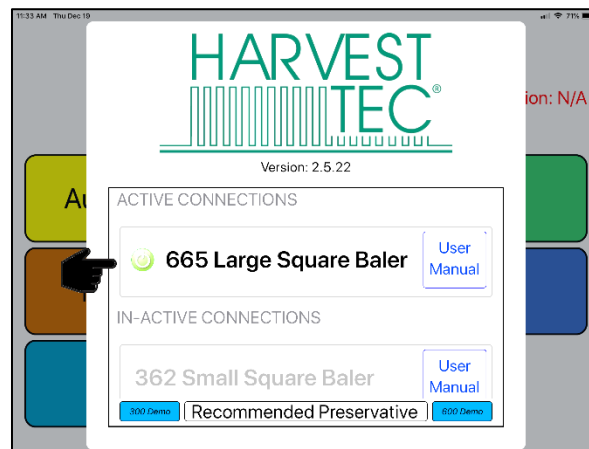 11:33 AM Thu Dec 19
71%
HARVEST
TEC®
ion: N/A
Version: 2.5.22
Au
ACTIVE CONNECTIONS
665 Large Square Baler
User
Manual
IN-ACTIVE CONNECTIONS
362 Small Square Baler
User
Manual
300 Demo
Recommended Preservative
600 Demo